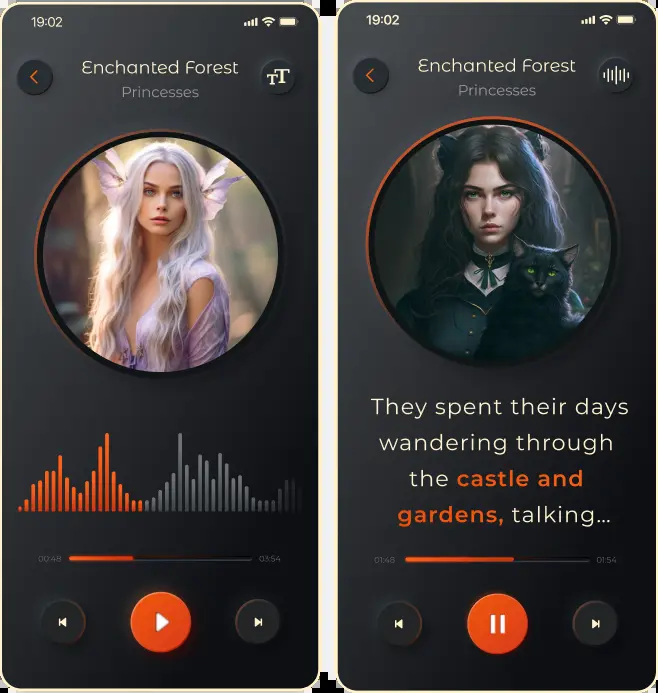 19:02
Enchanted Forest
Princesses
TT
00:48
03:54
19:02
Enchanted Forest
Princesses
They spent their days
wandering through
the castle and
gardens, talking...
01:48
01:54